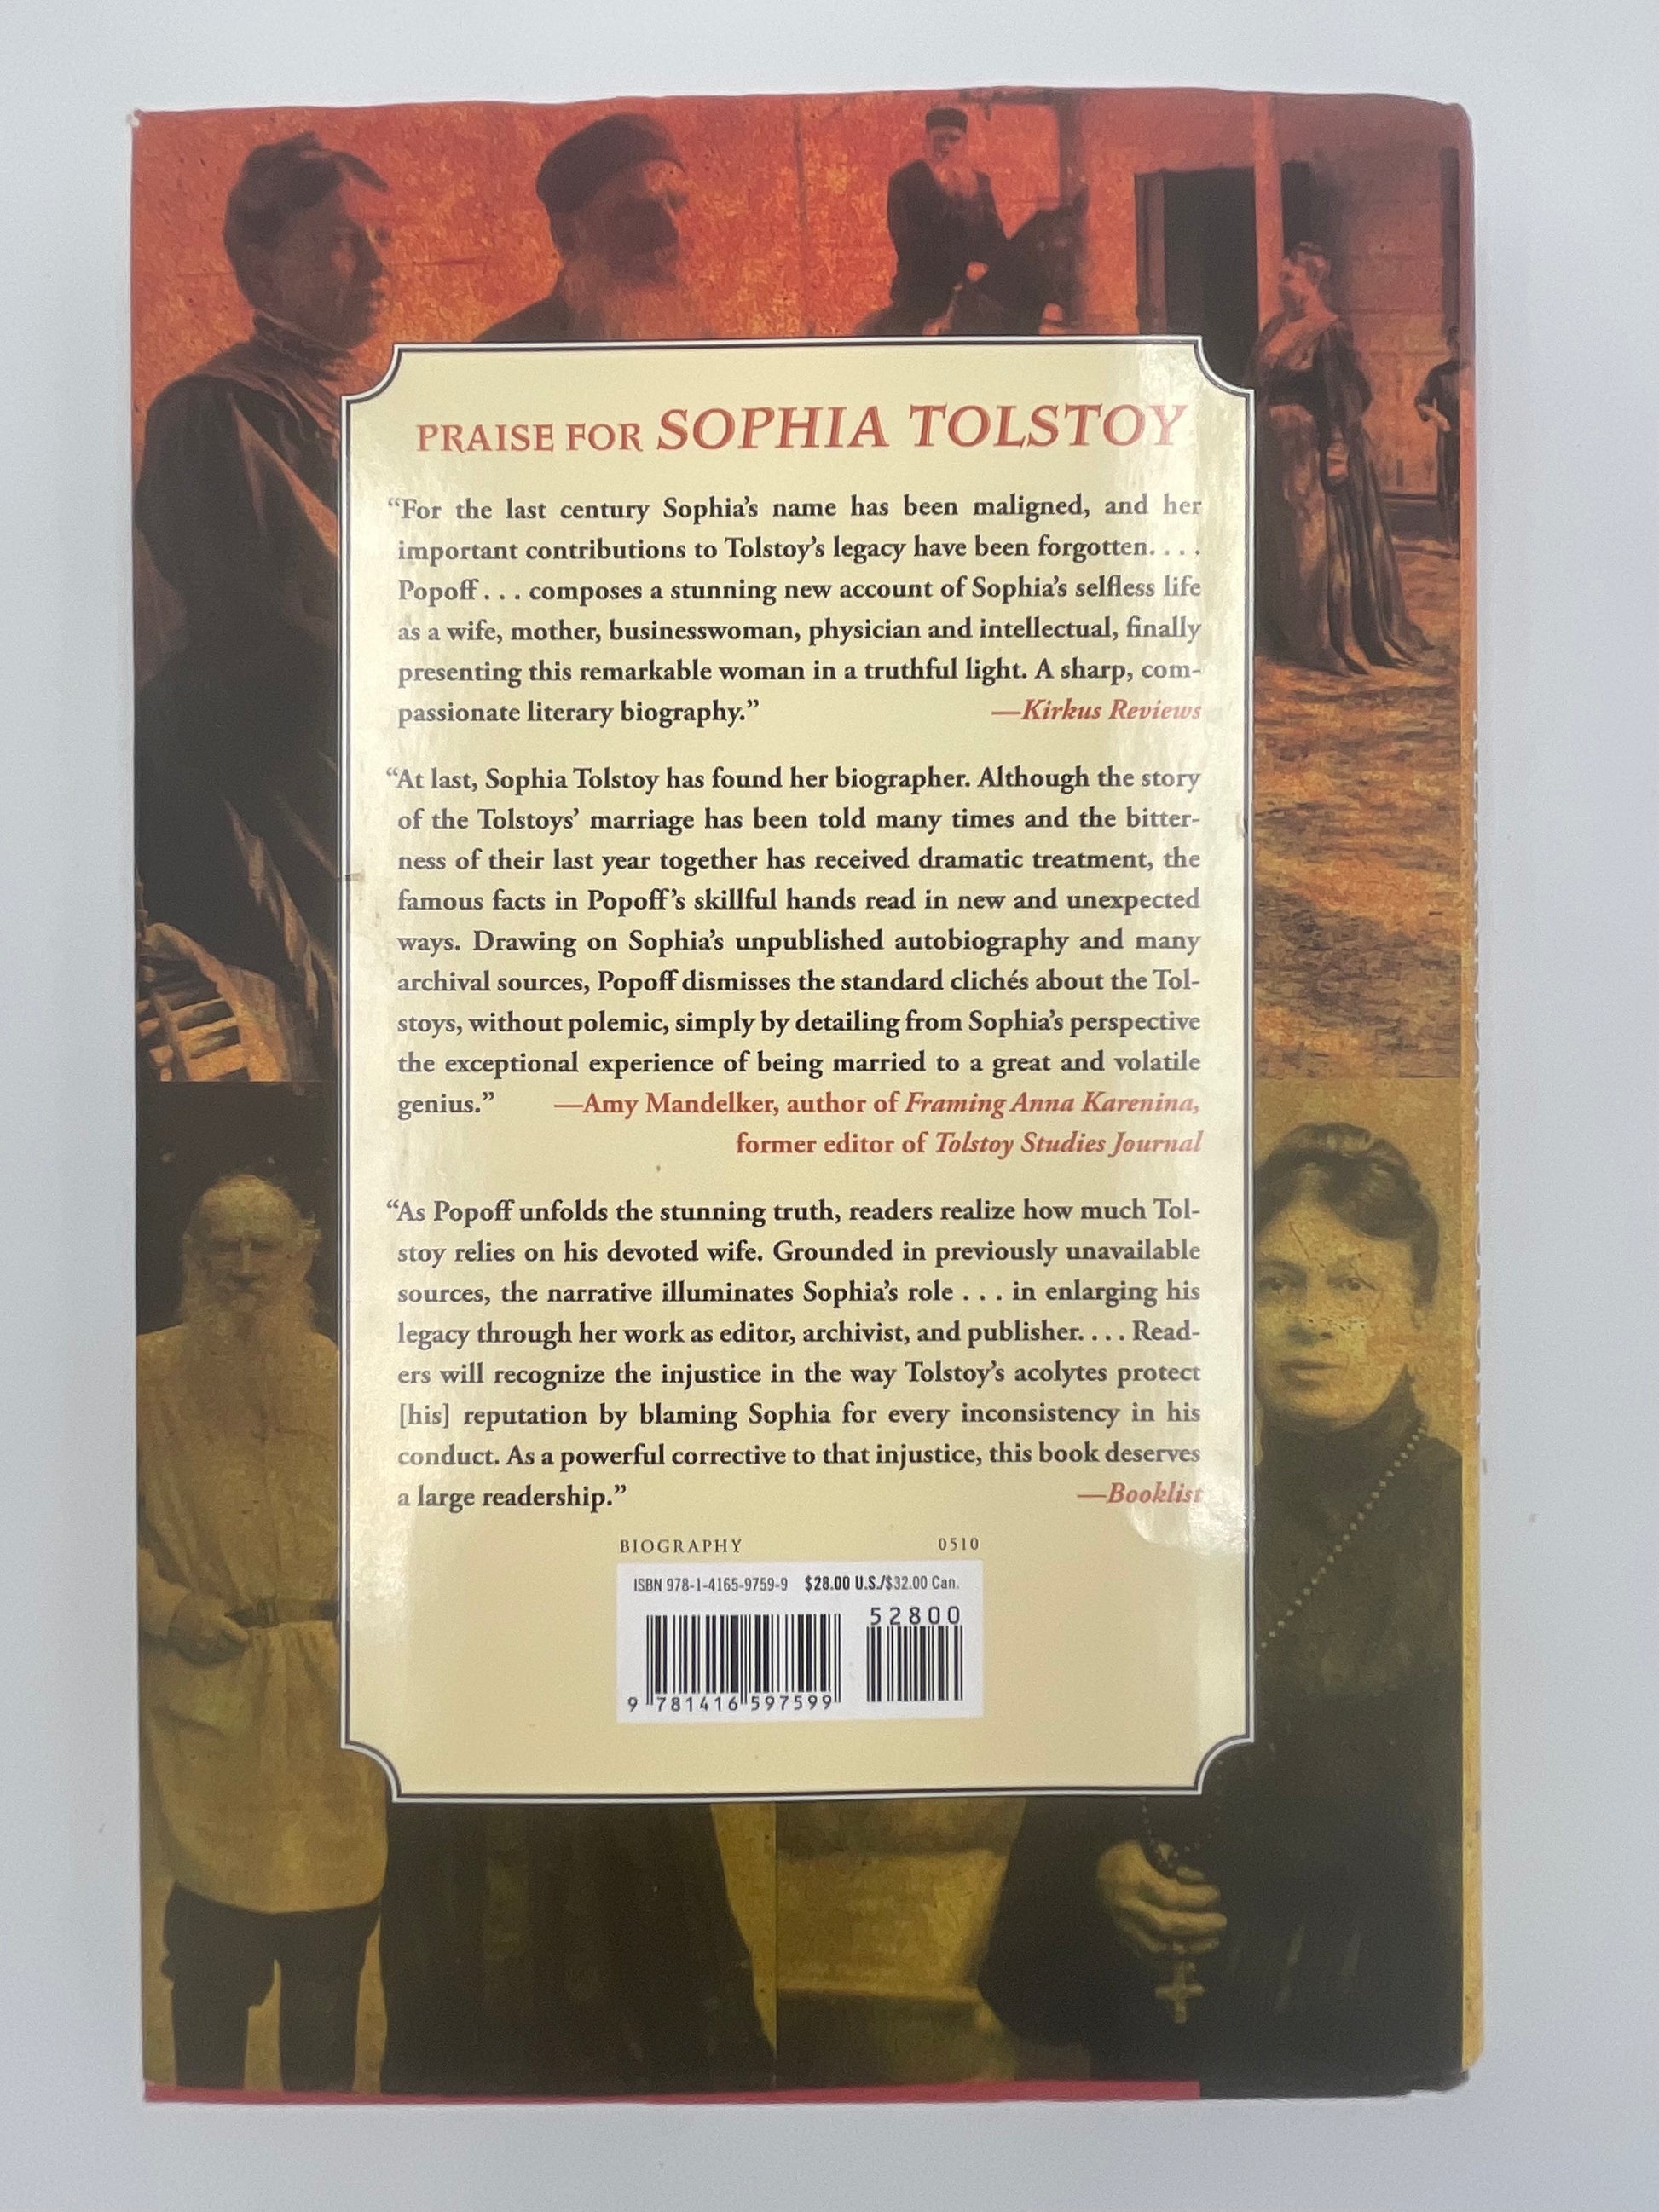 PRAISE FOR SOPHIA TOLSTOY
“For the last century Sophia’s name has been maligned, and her
important contributions to Tolstoy’s legacy have been forgotten. . . .
Popoff . . . composes a stunning new account of Sophia’s selfless life
as a wife, mother, businesswoman, physician and intellectual, finally
presenting this remarkable woman in a truthful light. A sharp, com-
passionate literary biography.” —Kirkus Reviews
“At last, Sophia Tolstoy has found her biographer. Although the story
of the Tolstoys’ marriage has been told many times and the bitter-
ness of their last year together has received dramatic treatment, the
famous facts in Popoff’s skillful hands read in new and unexpected
ways. Drawing on Sophia’s unpublished autobiography and many
archival sources, Popoff dismisses the standard clichés about the Tol-
stoys, without polemic, simply by detailing from Sophia’s perspective
the exceptional experience of being married to a great and volatile
genius.” —Amy Mandelker, author of Framing Anna Karenina,
former editor of Tolstoy Studies Journal
“As Popoff unfolds the stunning truth, readers realize how much Tol-
stoy relies on his devoted wife. Grounded in previously unavailable
sources, the narrative illuminates Sophia’s role . . . in enlarging his
legacy through her work as editor, archivist, and publisher. . . . Read-
ers will recognize the injustice in the way Tolstoy’s acolytes protect
[his] reputation by blaming Sophia for every inconsistency in his
conduct. As a powerful corrective to that injustice, this book deserves
a large readership.” —Booklist
BIOGRAPHY 0510
ISBN 978-1-4165-9759-9 $28.00 U.S./$32.00 Can.
52800
9 781416 597599